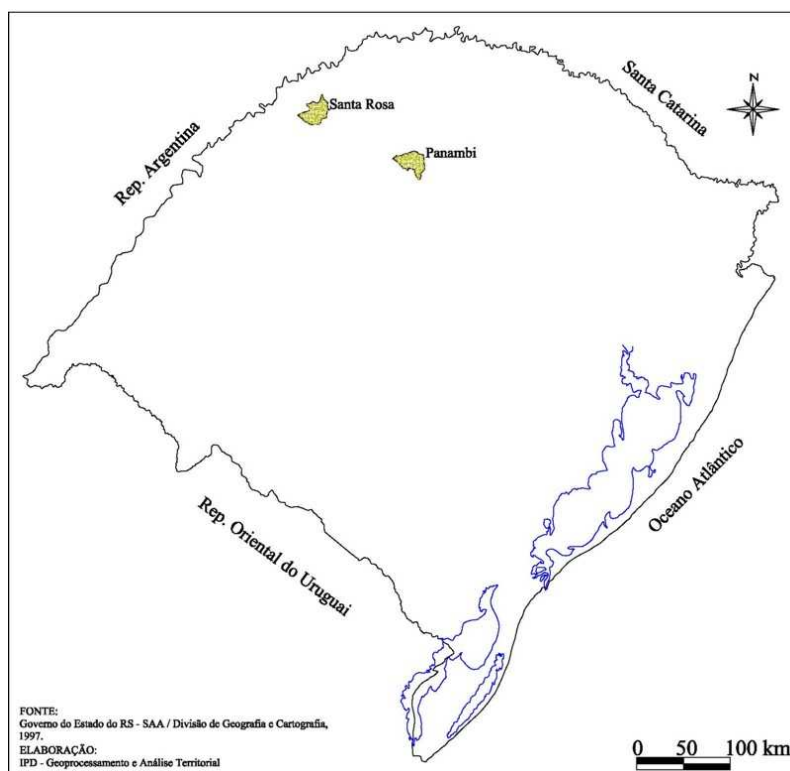 Santa Catarina
N
Santa Rosa
Rep. Argentina
Panambi
Oceano Atlântico
Rep. Oriental do Uruguai
FONTE:
Governo do Estado do RS - SAA / Divisão de Geografia e Cartografia,
1997.
ELABORAÇÃO:
IPD - Geoprocessamento e Análise Territorial
0 50 100 km